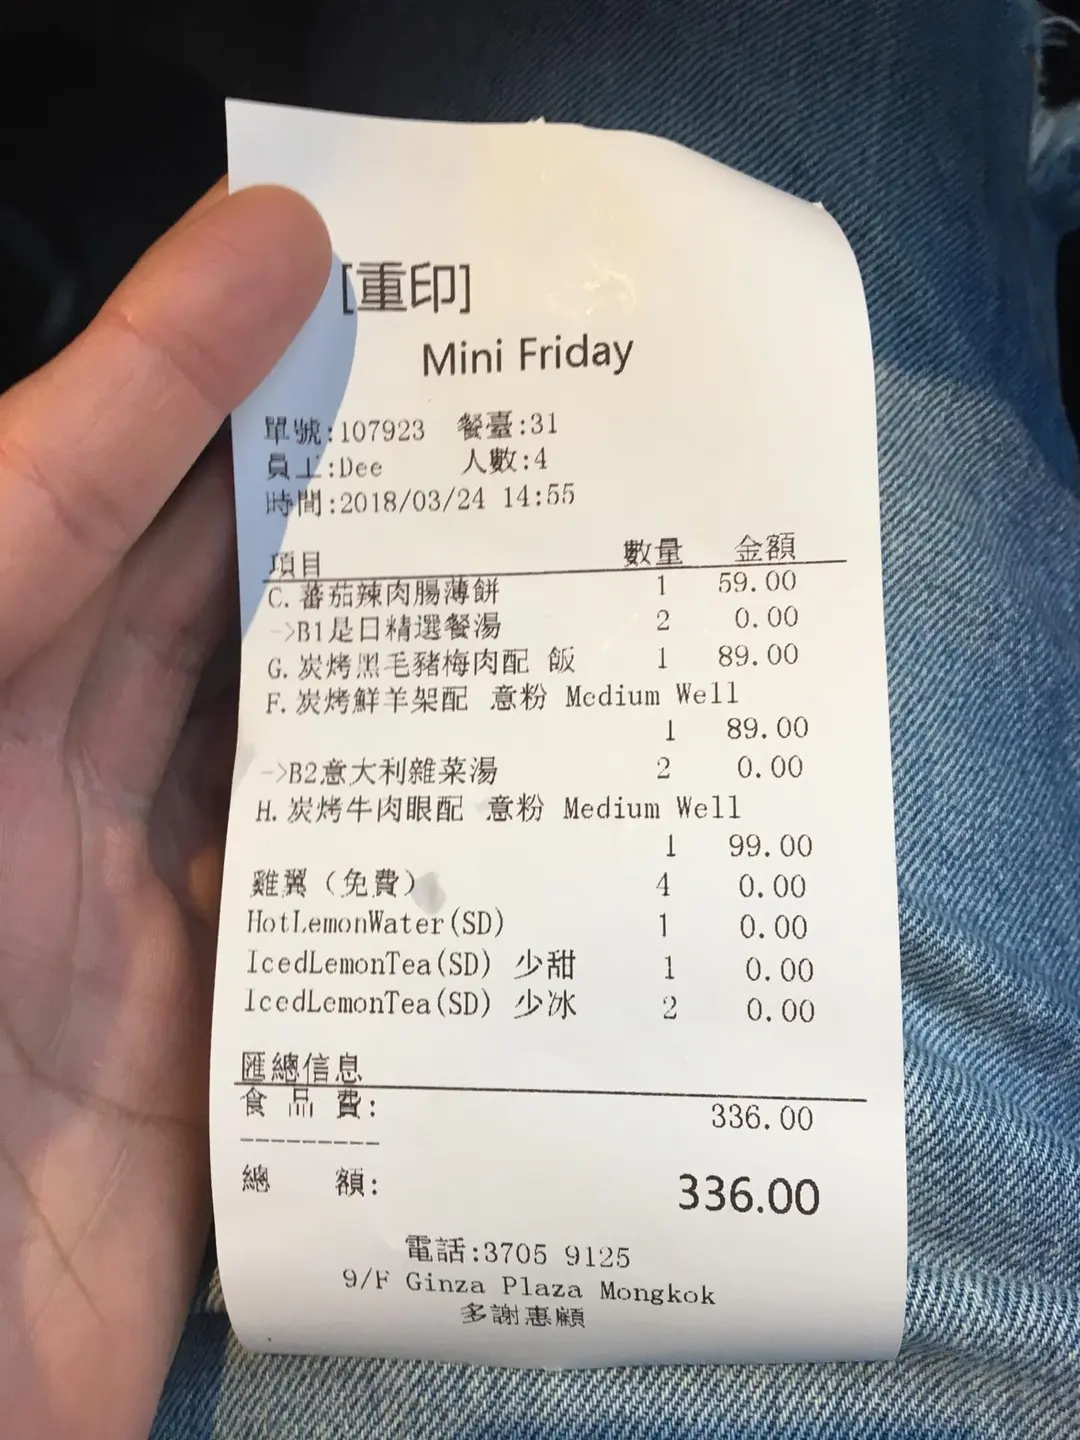 [重印]
Mini Friday
單號:107923 餐臺:31
員工:Dee 人數:4
時間:2018/03/24 14:55
項目 數量 金額
C. 蕃茄辣肉腸薄餅 1 59.00
->B1是日精選餐湯 2 0.00
G. 炭烤黑毛豬梅肉配 飯 1 89.00
F. 炭烤鮮羊架配 意粉 Medium Well
1 89.00
->B2意大利雜菜湯 2 0.00
H. 炭烤牛肉眼配 意粉 Medium Well
1 99.00
雞翼（免費） 4 0.00
HotLemonWater(SD) 1 0.00
IcedLemonTea(SD) 少甜 1 0.00
IcedLemonTea(SD) 少冰 2 0.00
匯總信息
食 品 費: 336.00
---------
總 額: 336.00
電話:3705 9125
9/F Ginza Plaza Mongkok
多謝惠顧